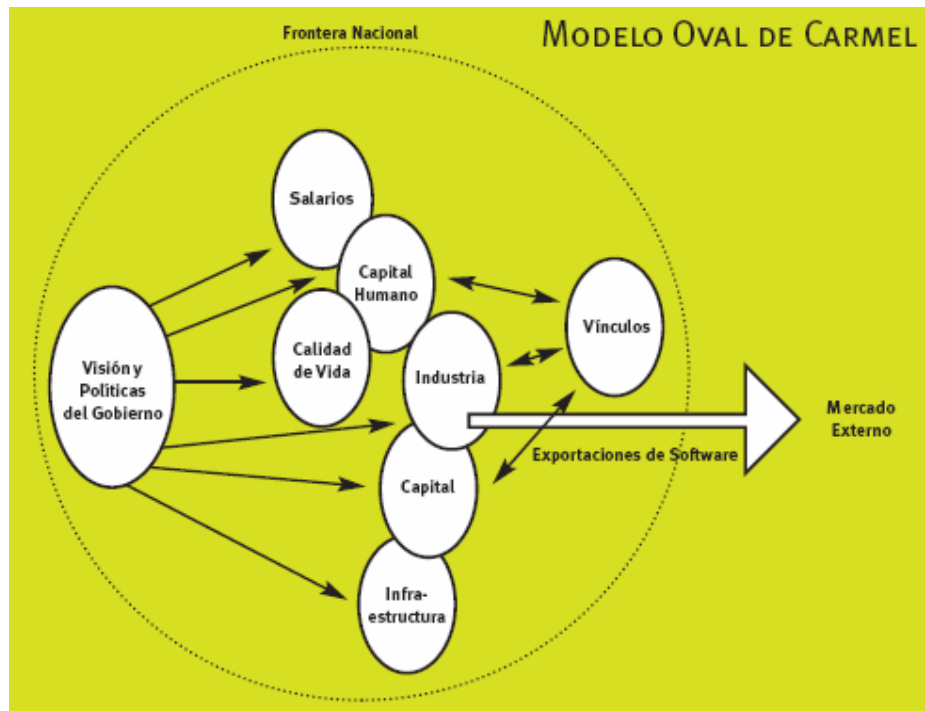 Frontera Nacional
MODELO OVAL DE CARMEL
Salarios
Capital
Humano
Vínculos
Calidad
de Vida
Industria
Visión y
Políticas
del Gobierno
Mercado
Externo
Exportaciones de Software
Capital
Infra-
estructura